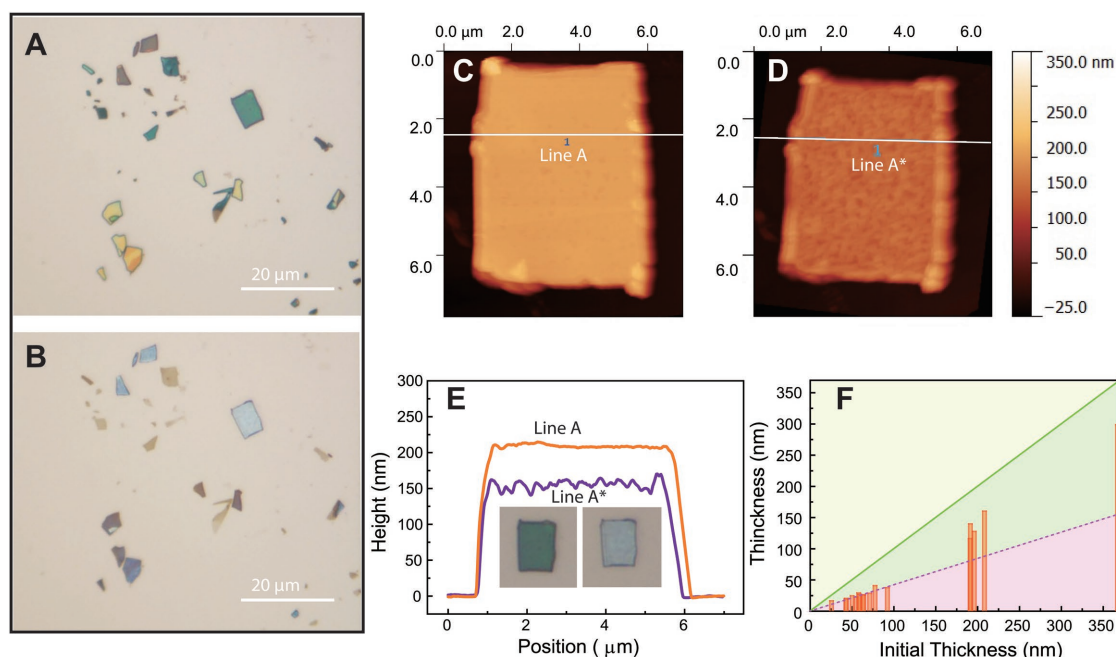 A
20 µm
B
20 µm
0.0 µm 2.0 4.0 6.0
0.0
2.0
4.0
6.0
C
1
Line A
0.0 µm 2.0 4.0 6.0
0.0
2.0
4.0
6.0
D
1
Line A*
350.0 nm
250.0
200.0
150.0
100.0
50.0
−25.0
E
Line A
Line A*
Height (nm)
300
250
200
150
100
50
0
0 2 4 6
Position ( µm)
F
Thinckness (nm)
350
300
250
200
150
100
50
0
0 50 100 150 200 250 300 350
Initial Thickness (nm)